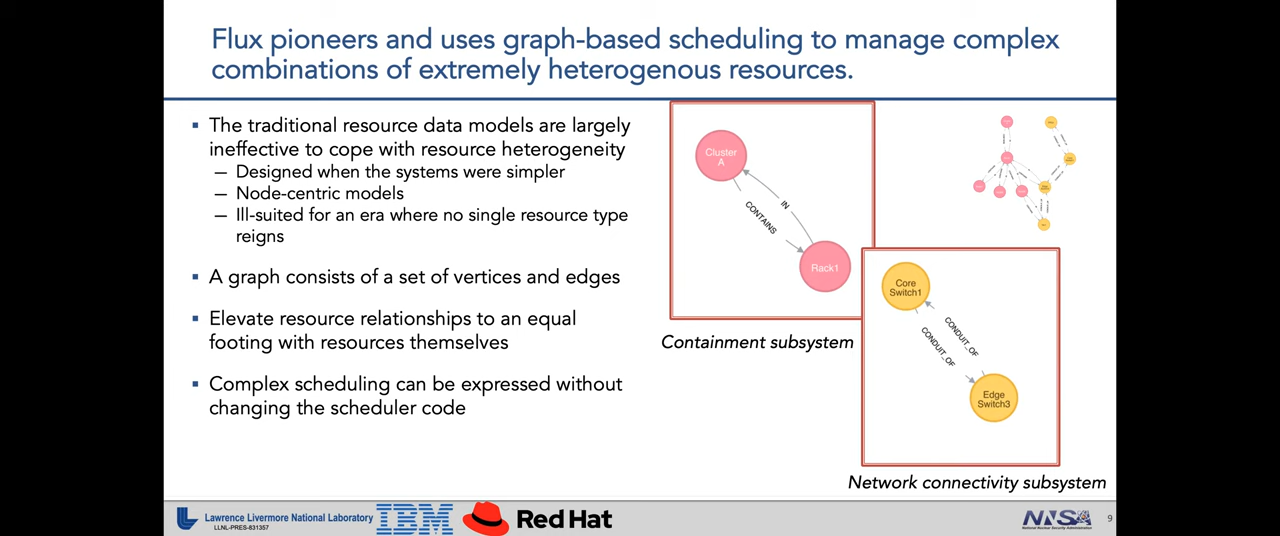 Flux pioneers and uses graph-based scheduling to manage complex
combinations of extremely heterogenous resources.
▪ The traditional resource data models are largely
ineffective to cope with resource heterogeneity
— Designed when the systems were simpler
— Node-centric models
— Ill-suited for an era where no single resource type
reigns
▪ A graph consists of a set of vertices and edges
▪ Elevate resource relationships to an equal
footing with resources themselves
▪ Complex scheduling can be expressed without
changing the scheduler code
Cluster
A
IN
CONTAINS
Rack1
Containment subsystem
Core
Switch1
CONDUIT_OF
CONDUIT_OF
Edge
Switch3
Network connectivity subsystem
Lawrence Livermore National Laboratory
LLNL-PRES-831357
IBM
Red Hat
NNSA
National Nuclear Security Administration
9